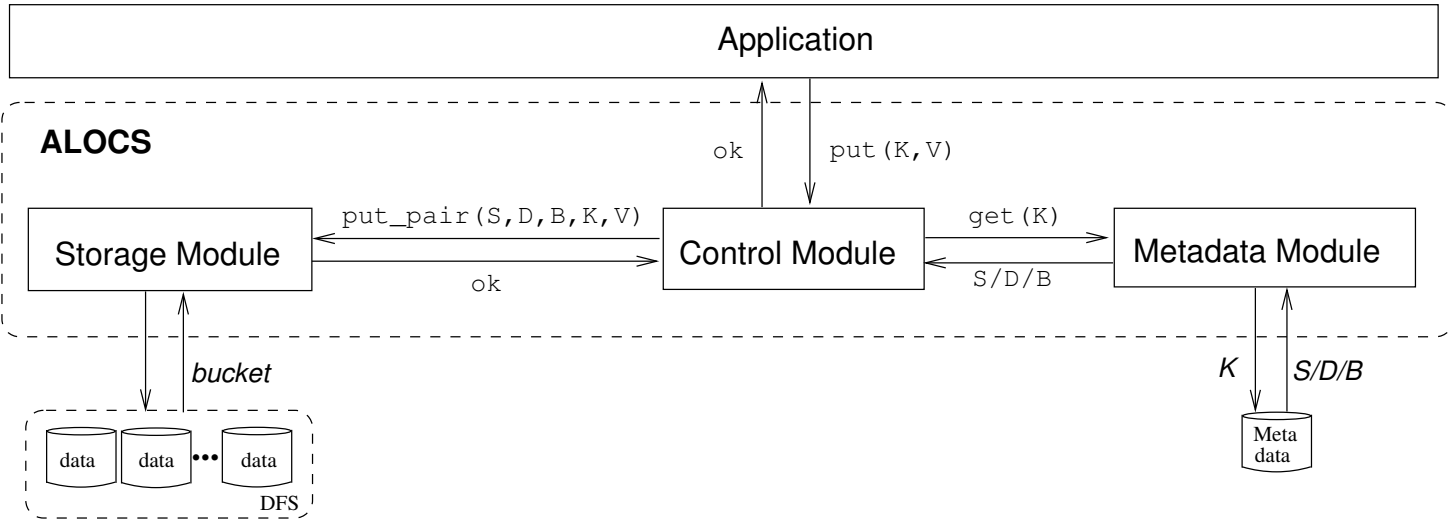 Application
ALOCS
ok
put(K,V)
put_pair(S,D,B,K,V)
get(K)
Storage Module
Control Module
Metadada Module
ok
S/D/B
bucket
K
S/D/B
data
data
•••
data
DFS
Meta
data